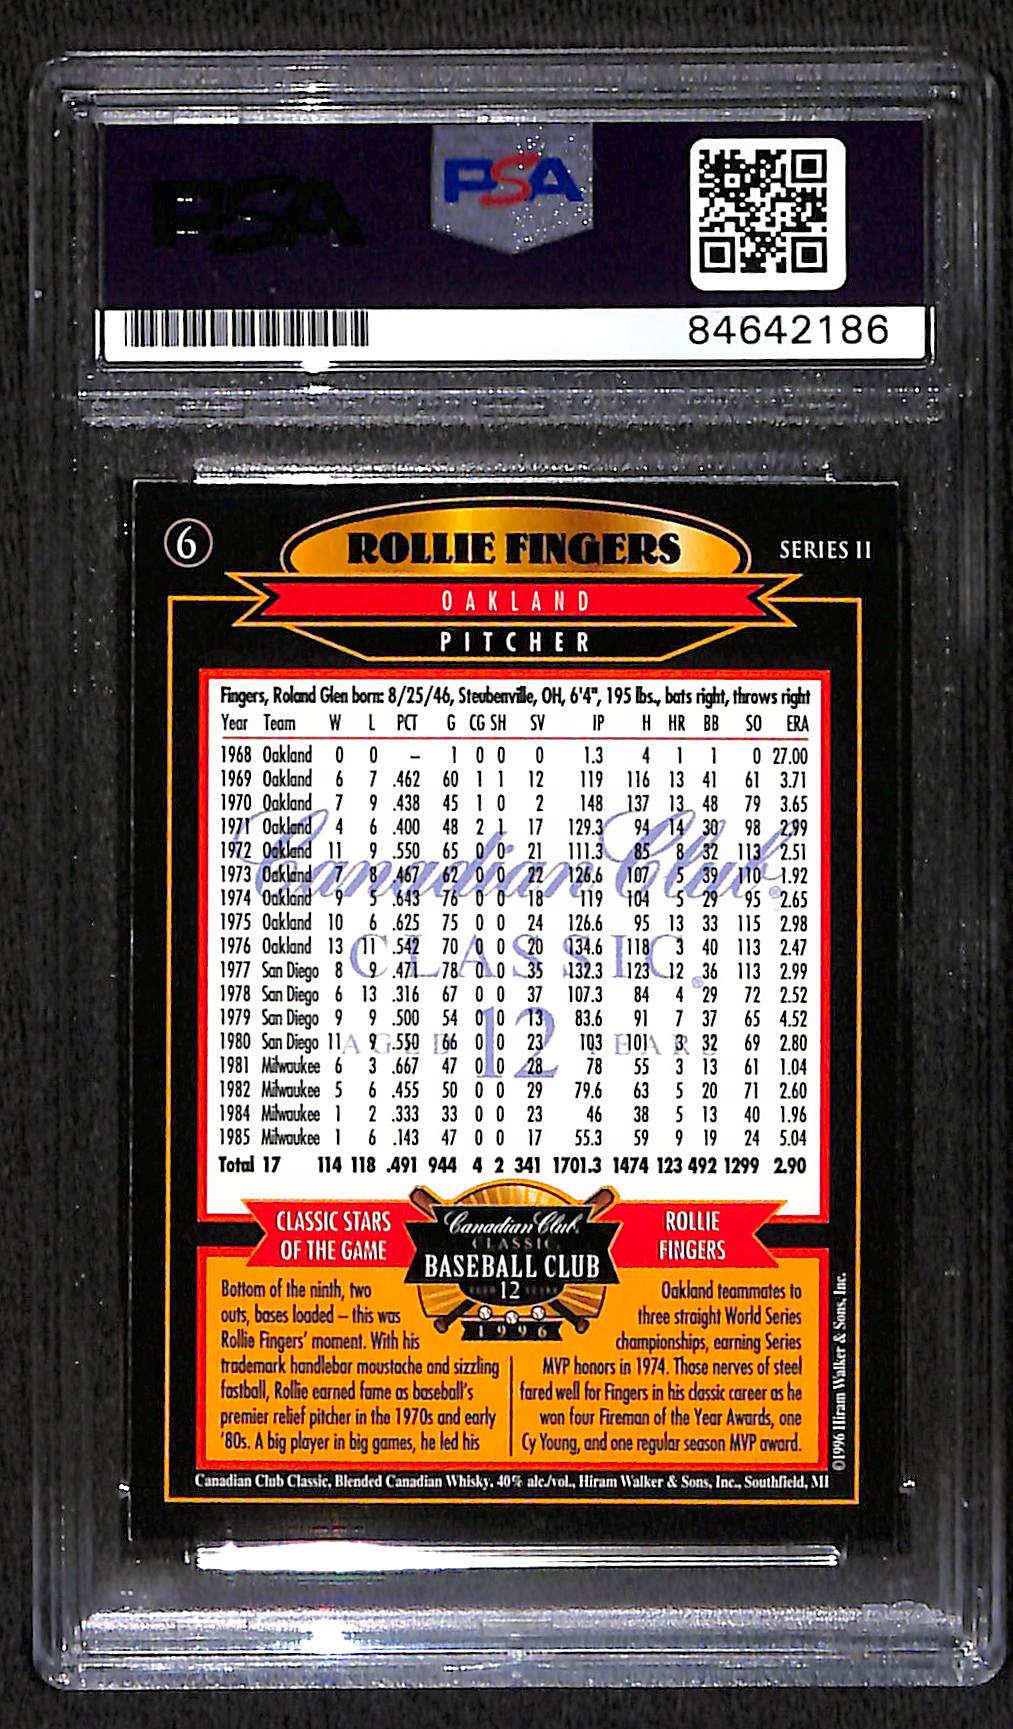 PSA
PSA
84642186
6
ROLLIE FINGERS
SERIES II
OAKLAND
PITCHER
Fingers, Roland Glen born: 8/25/46, Steubenville, OH, 6'4", 195 lbs., bats right, throws right
Year Team W L PCT G CG SH SV IP H HR BB SO ERA
1968 Oakland 0 0 – 1 0 0 0 1.3 4 1 1 0 27.00
1969 Oakland 6 7 .462 60 1 1 12 119 116 13 41 61 3.71
1970 Oakland 7 9 .438 45 1 0 2 148 137 13 48 79 3.65
1971 Oakland 4 6 .400 48 2 1 17 129.3 94 14 30 98 2.99
1972 Oakland 11 9 .550 65 0 0 21 111.3 85 8 32 113 2.51
1973 Oakland 7 8 .467 62 0 0 22 126.6 107 5 39 110 1.92
1974 Oakland 9 5 .643 76 0 0 18 119 104 5 29 95 2.65
1975 Oakland 10 6 .625 75 0 0 24 126.6 95 13 33 115 2.98
1976 Oakland 13 11 .542 70 0 0 20 134.6 118 3 40 113 2.47
1977 San Diego 8 9 .471 78 0 0 35 132.3 123 12 36 113 2.99
1978 San Diego 6 13 .316 67 0 0 37 107.3 84 4 29 72 2.52
1979 San Diego 9 9 .500 54 0 0 13 83.6 91 7 37 65 4.52
1980 San Diego 11 9 .550 66 0 0 23 103 101 3 32 69 2.80
1981 Milwaukee 6 3 .667 47 0 0 28 78 55 3 13 61 1.04
1982 Milwaukee 5 6 .455 50 0 0 29 79.6 63 5 20 71 2.60
1984 Milwaukee 1 2 .333 33 0 0 23 46 38 5 13 40 1.96
1985 Milwaukee 1 6 .143 47 0 0 17 55.3 59 9 19 24 5.04
Total 17 114 118 .491 944 4 2 341 1701.3 1474 123 492 1299 2.90
Canadian Club.
CLASSIC®
AGED 12 YEARS
CLASSIC STARS
OF THE GAME
Canadian Club.
CLASSIC
BASEBALL CLUB
12
1996
ROLLIE
FINGERS
Bottom of the ninth, two
outs, bases loaded – this was
Rollie Fingers' moment. With his
trademark handlebar moustache and sizzling
fastball, Rollie earned fame as baseball's
premier relief pitcher in the 1970s and early
'80s. A big player in big games, he led his
Oakland teammates to
three straight World Series
championships, earning Series
MVP honors in 1974. Those nerves of steel
fared well for Fingers in his classic career as he
won four Fireman of the Year Awards, one
Cy Young, and one regular season MVP award.
©1996 Hiram Walker & Sons, Inc.
Canadian Club Classic, Blended Canadian Whisky, 40% alc./vol., Hiram Walker & Sons, Inc., Southfield, MI